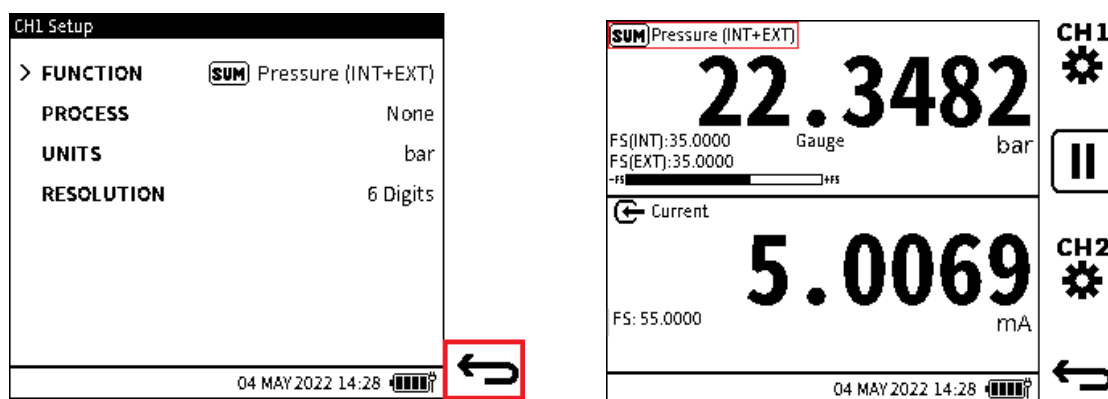 CH1 Setup
> FUNCTION SUM Pressure (INT+EXT)
PROCESS None
UNITS bar
RESOLUTION 6 Digits
04 MAY 2022 14:28
SUM Pressure (INT+EXT)
22.3482
FS(INT):35.0000 Gauge bar
FS(EXT):35.0000
-FS +FS
Current
5.0069
FS: 55.0000 mA
04 MAY 2022 14:28
CH1
CH2